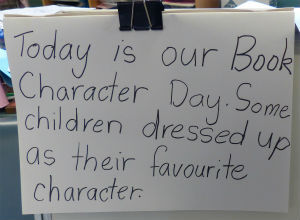 Today is our Book
Character Day. Some
children dressed up
as their favourite
character.